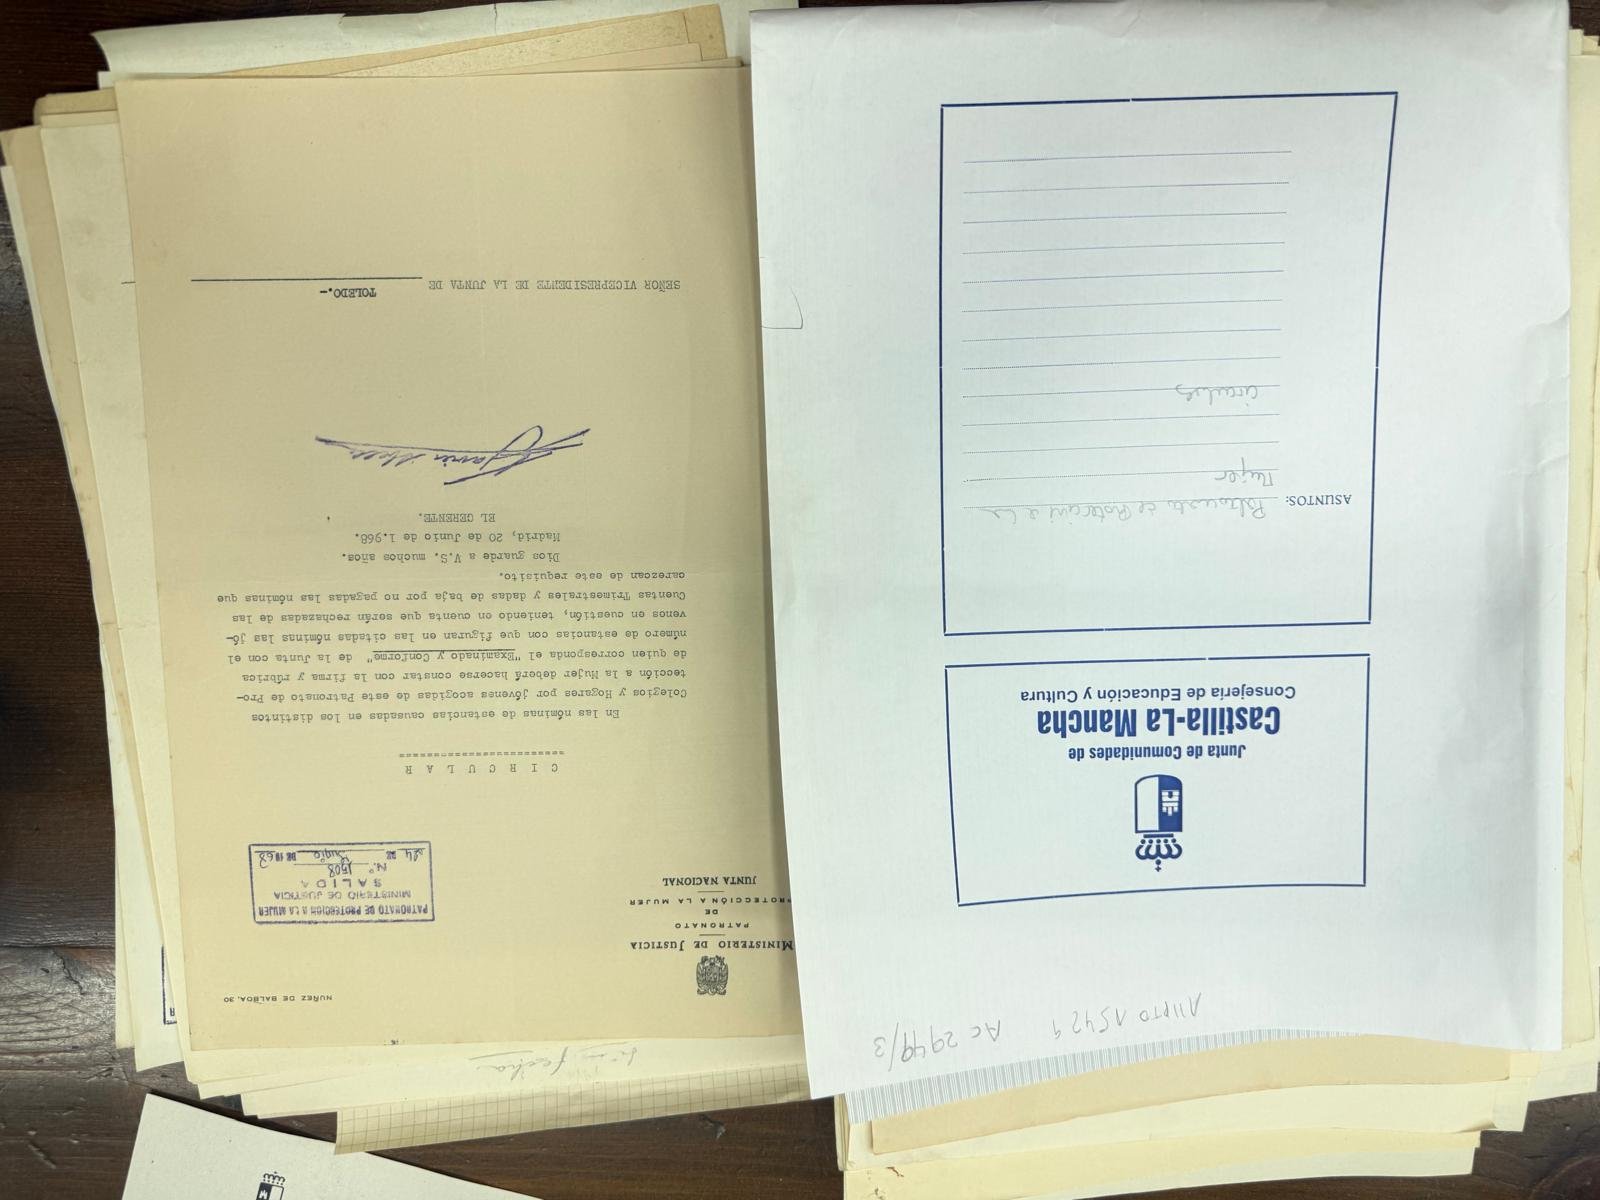 AHPTO 15429 AC 2949/3
Junta de Comunidades de
Castilla-La Mancha
Consejería de Educación y Cultura
ASUNTOS: Patronato de Protección a la
Mujer
Circulares
NUÑEZ DE BALBOA, 30
MINISTERIO DE JUSTICIA
PATRONATO
DE
PROTECCIÓN A LA MUJER
JUNTA NACIONAL
PATRONATO DE PROTECCION A LA MUJER
MINISTERIO DE JUSTICIA
SALIDA
N.º 1508
24 DE Junio DE 1968
C I R C U L A R
==========================
En las nóminas de estancias causadas en los distintos
Colegios y Hogares por jóvenes acogidas de este Patronato de Pro-
tección a la Mujer deberá hacerse constar con la firma y rúbrica
de quien corresponda el "Examinado y Conforme" de la Junta con el
número de estancias con que figuran en las citadas nóminas las jó-
venes en cuestión, teniendo en cuenta que serán rechazadas de las
Cuentas Trimestrales y dadas de baja por no pagadas las nóminas que
carezcan de este requisito.
Dios guarde a V.S. muchos años.
Madrid, 20 de Junio de 1.968.
EL GERENTE,
SEÑOR VICEPRESIDENTE DE LA JUNTA DE TOLEDO.-
fecha